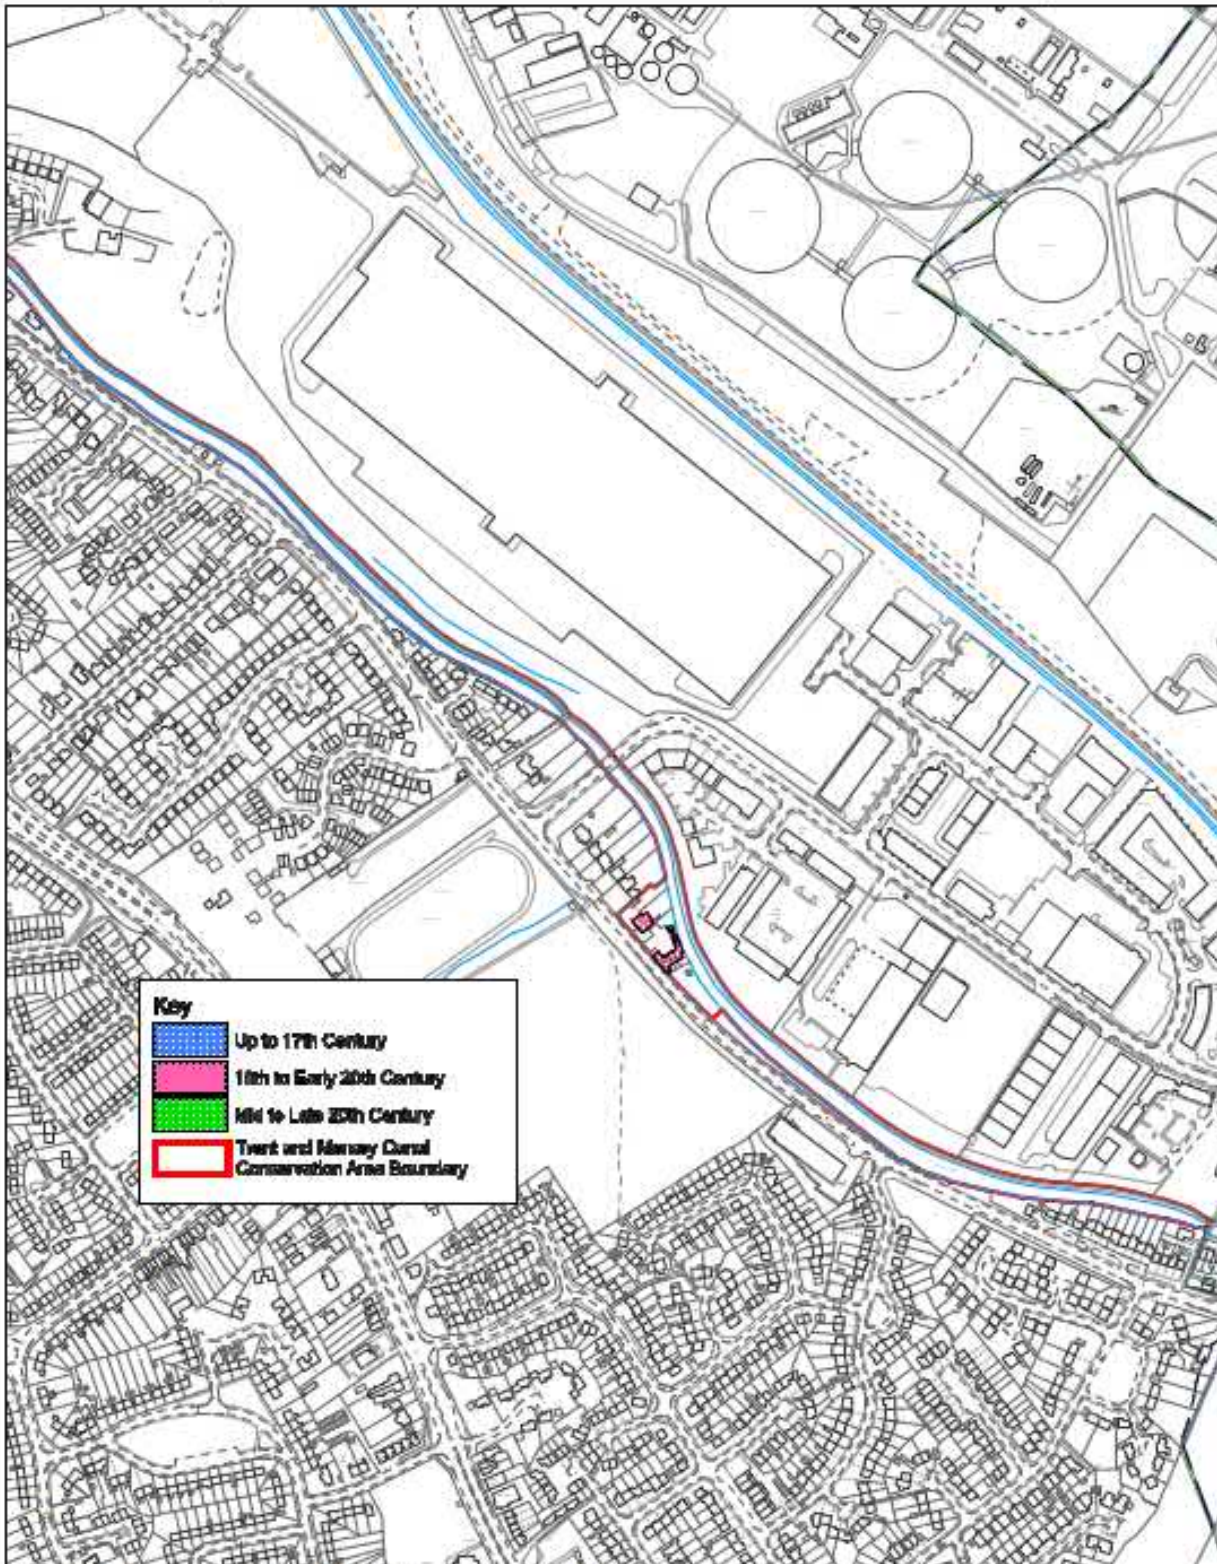 Key
Up to 17th Century
18th to Early 20th Century
Mid to Late 20th Century
Trent and Mersey Canal
Conservation Area Boundary